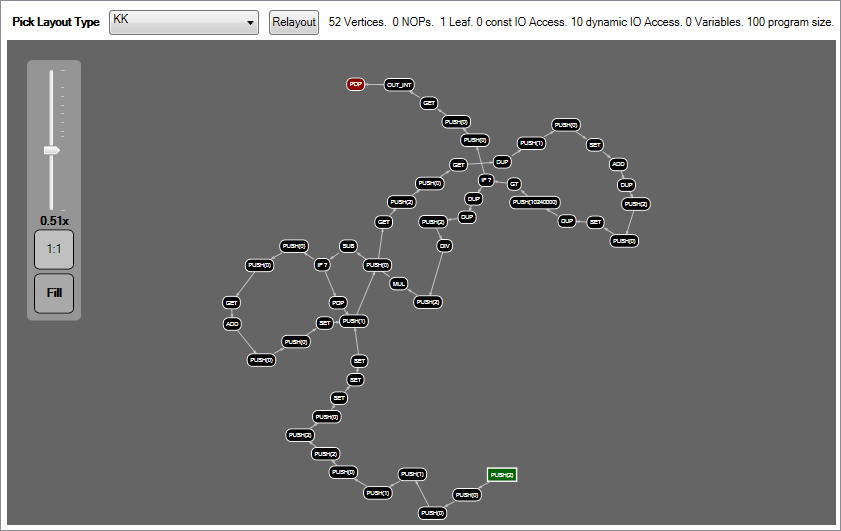 Pick Layout Type KK Relayout 52 Vertices. 0 NOPs. 1 Leaf. 0 const IO Access. 10 dynamic IO Access. 0 Variables. 100 program size.
0.51x
1:1
Fill
POP OUT_INT
GET
PUSH(0)
PUSH(0)
PUSH(0)
PUSH(1)
SET
GET DUP
ADD
IF ?
GT
PUSH(0)
DUP
PUSH(2)
DUP
PUSH(10240000)
PUSH(2)
DUP
PUSH(2)
GET
DUP
SET
PUSH(0)
PUSH(0)
SUB
DIV
PUSH(0)
IF ?
PUSH(0)
MUL
GET
POP
PUSH(2)
ADD
SET
PUSH(1)
PUSH(0)
PUSH(0)
SET
SET
SET
PUSH(0)
PUSH(2)
PUSH(2)
PUSH(0)
PUSH(1)
PUSH(2)
PUSH(1)
PUSH(0)
PUSH(0)